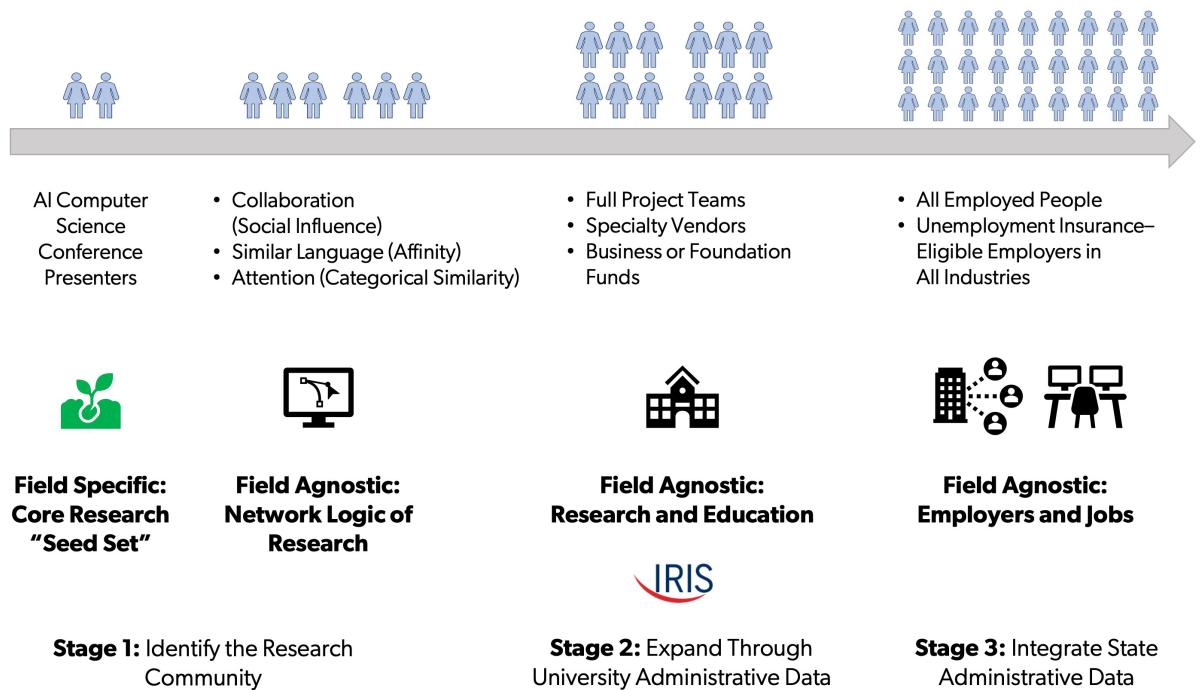 AI Computer
Science
Conference
Presenters
• Collaboration
(Social Influence)
• Similar Language (Affinity)
• Attention (Categorical Similarity)
• Full Project Teams
• Specialty Vendors
• Business or Foundation
Funds
• All Employed People
• Unemployment Insurance–
Eligible Employers in
All Industries
Field Specific:
Core Research
“Seed Set”
Field Agnostic:
Network Logic of
Research
Field Agnostic:
Research and Education
Field Agnostic:
Employers and Jobs
IRIS
Stage 1: Identify the Research
Community
Stage 2: Expand Through
University Administrative Data
Stage 3: Integrate State
Administrative Data